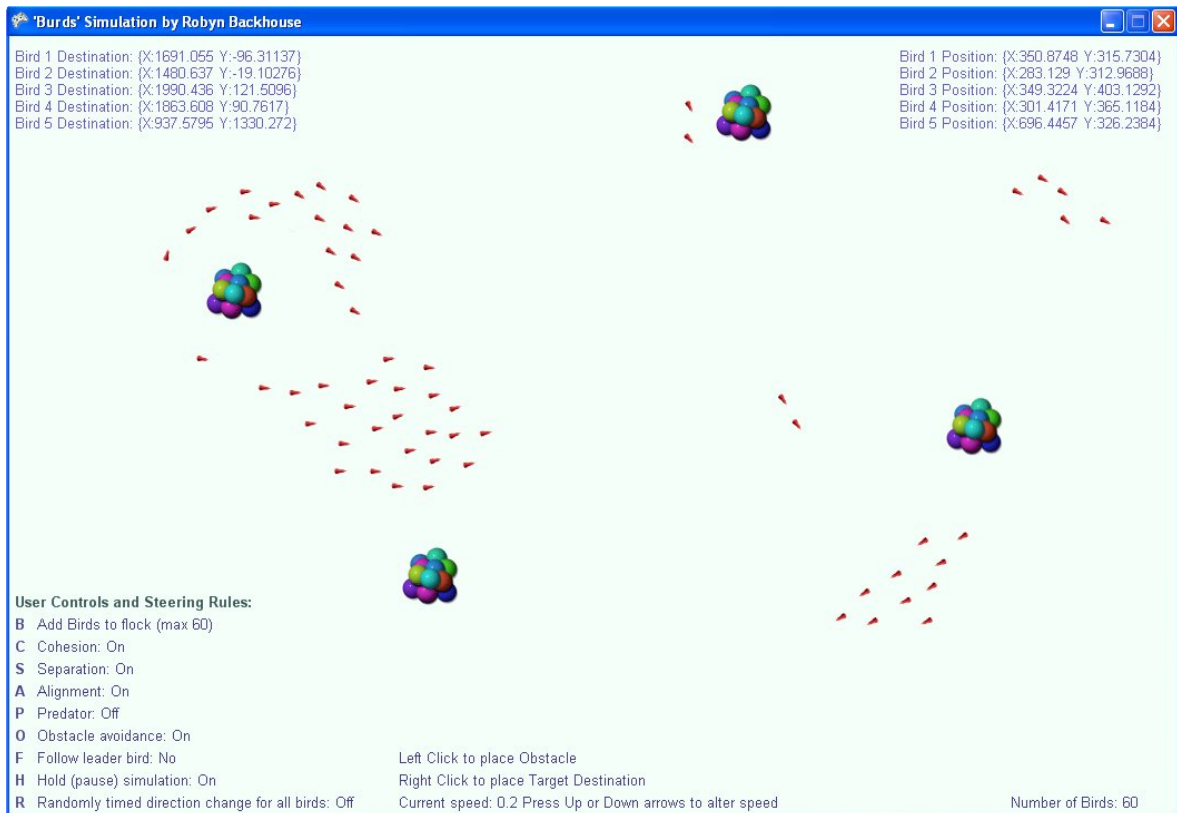 'Burds' Simulation by Robyn Backhouse
Bird 1 Destination: {X:1691.055 Y:-96.31137}
Bird 2 Destination: {X:1480.637 Y:-19.10276}
Bird 3 Destination: {X:1990.436 Y:121.5096}
Bird 4 Destination: {X:1863.608 Y:90.7617}
Bird 5 Destination: {X:937.5795 Y:1330.272}
Bird 1 Position: {X:350.8748 Y:315.7304}
Bird 2 Position: {X:283.129 Y:312.9688}
Bird 3 Position: {X:349.3224 Y:403.1292}
Bird 4 Position: {X:301.4171 Y:365.1184}
Bird 5 Position: {X:696.4457 Y:326.2384}
User Controls and Steering Rules:
B Add Birds to flock (max 60)
C Cohesion: On
S Separation: On
A Alignment: On
P Predator: Off
O Obstacle avoidance: On
F Follow leader bird: No
H Hold (pause) simulation: On
R Randomly timed direction change for all birds: Off
Left Click to place Obstacle
Right Click to place Target Destination
Current speed: 0.2 Press Up or Down arrows to alter speed
Number of Birds: 60